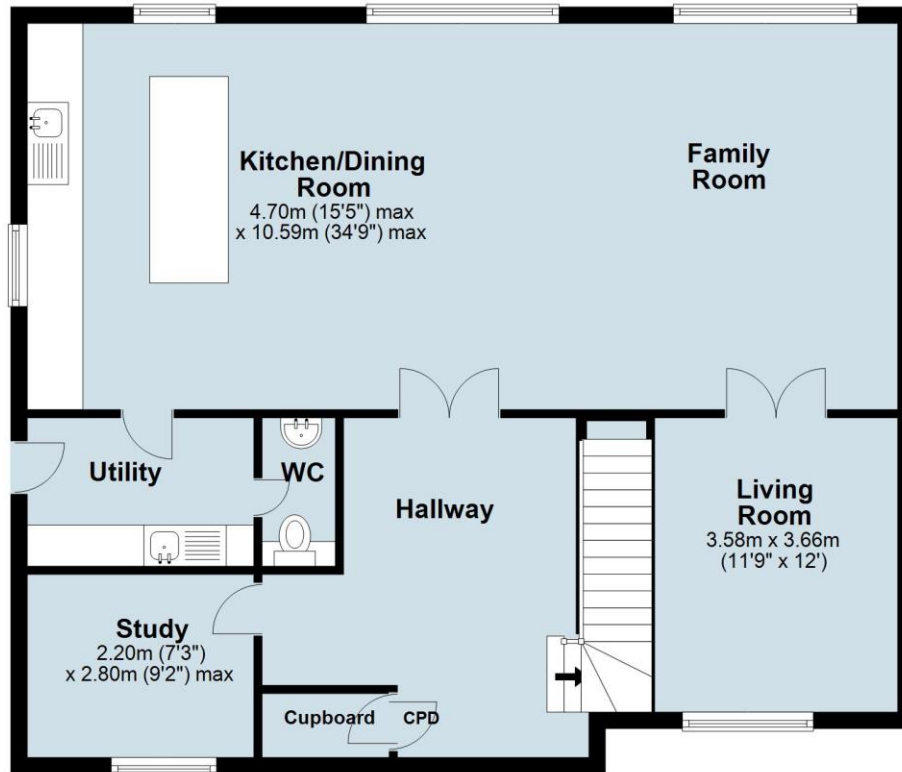 Kitchen/Dining
Room
4.70m (15'5") max
x 10.59m (34'9") max
Family
Room
Utility
WC
Hallway
Living
Room
3.58m x 3.66m
(11'9" x 12')
Study
2.20m (7'3")
x 2.80m (9'2") max
Cupboard
CPD